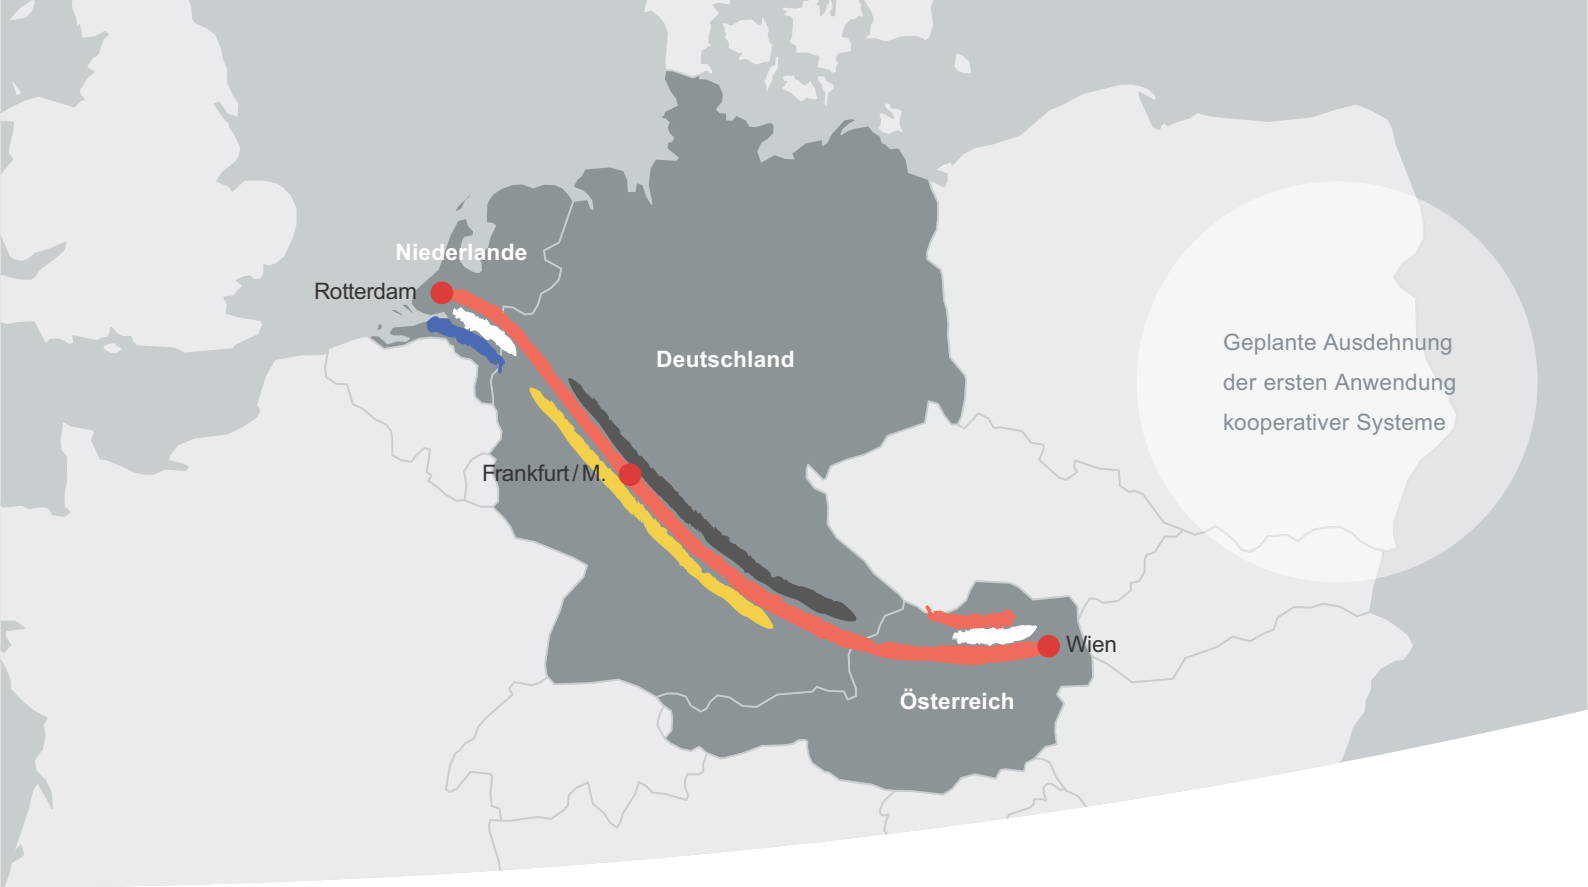 Niederlande
Rotterdam
Deutschland
Geplante Ausdehnung
der ersten Anwendung
kooperativer Systeme
Frankfurt / M.
Wien
Österreich